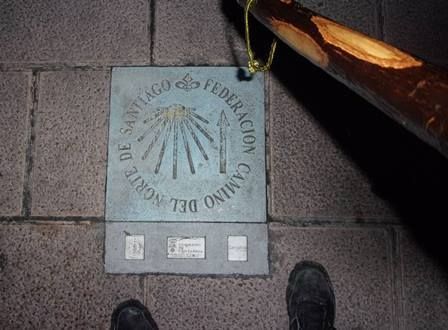 FEDERACION CAMINO DEL NORTE DE SANTIAGO